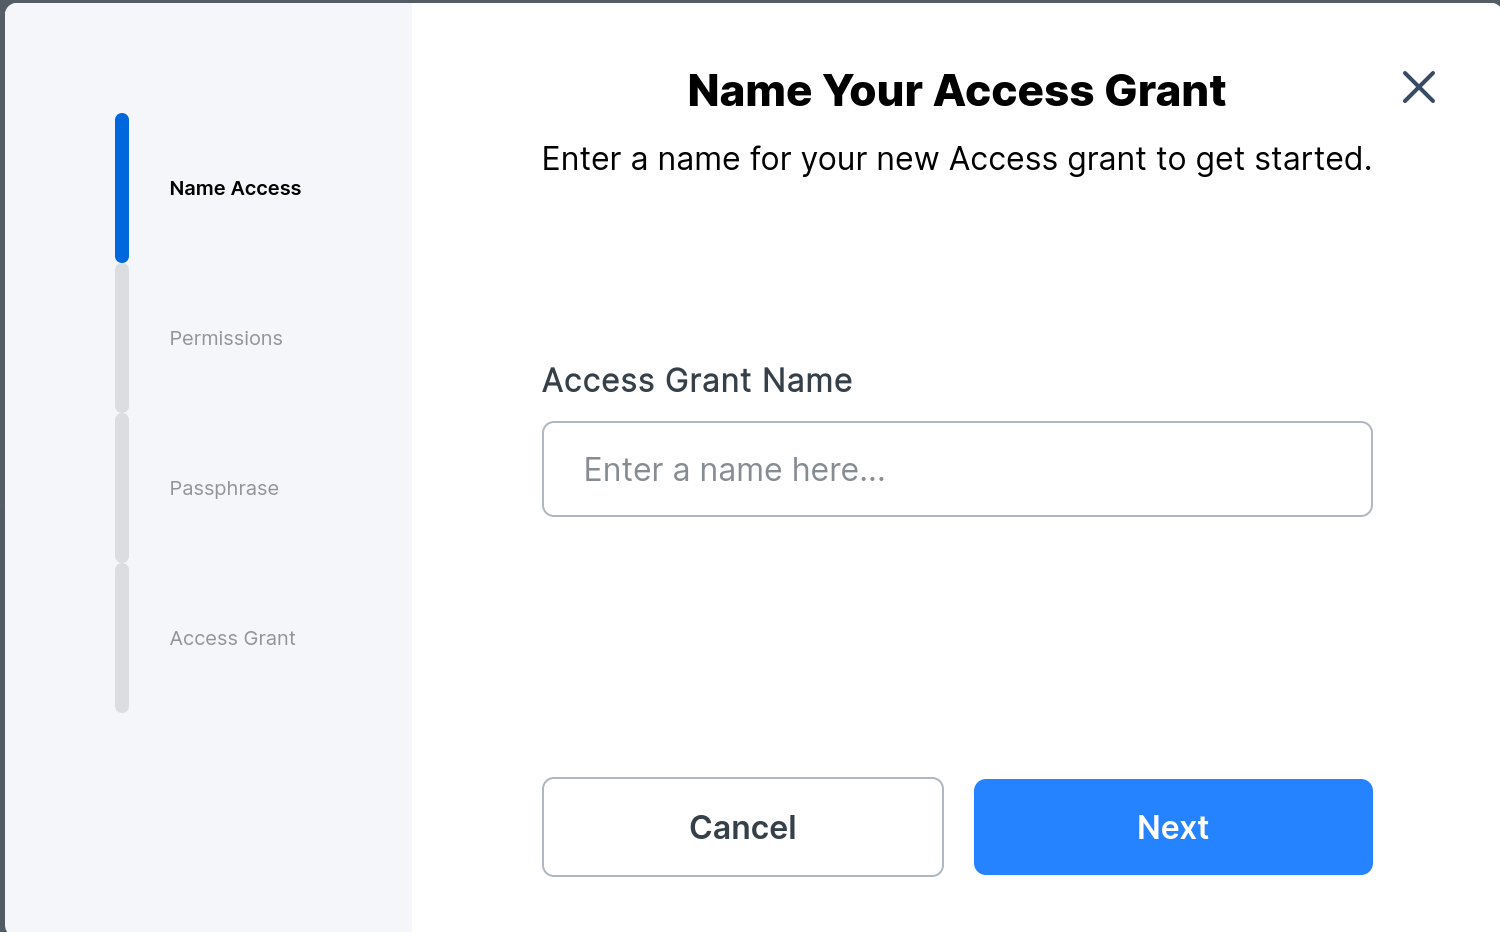 Name Access
Permissions
Passphrase
Access Grant
Name Your Access Grant
Enter a name for your new Access grant to get started.
Access Grant Name
Enter a name here...
Cancel
Next